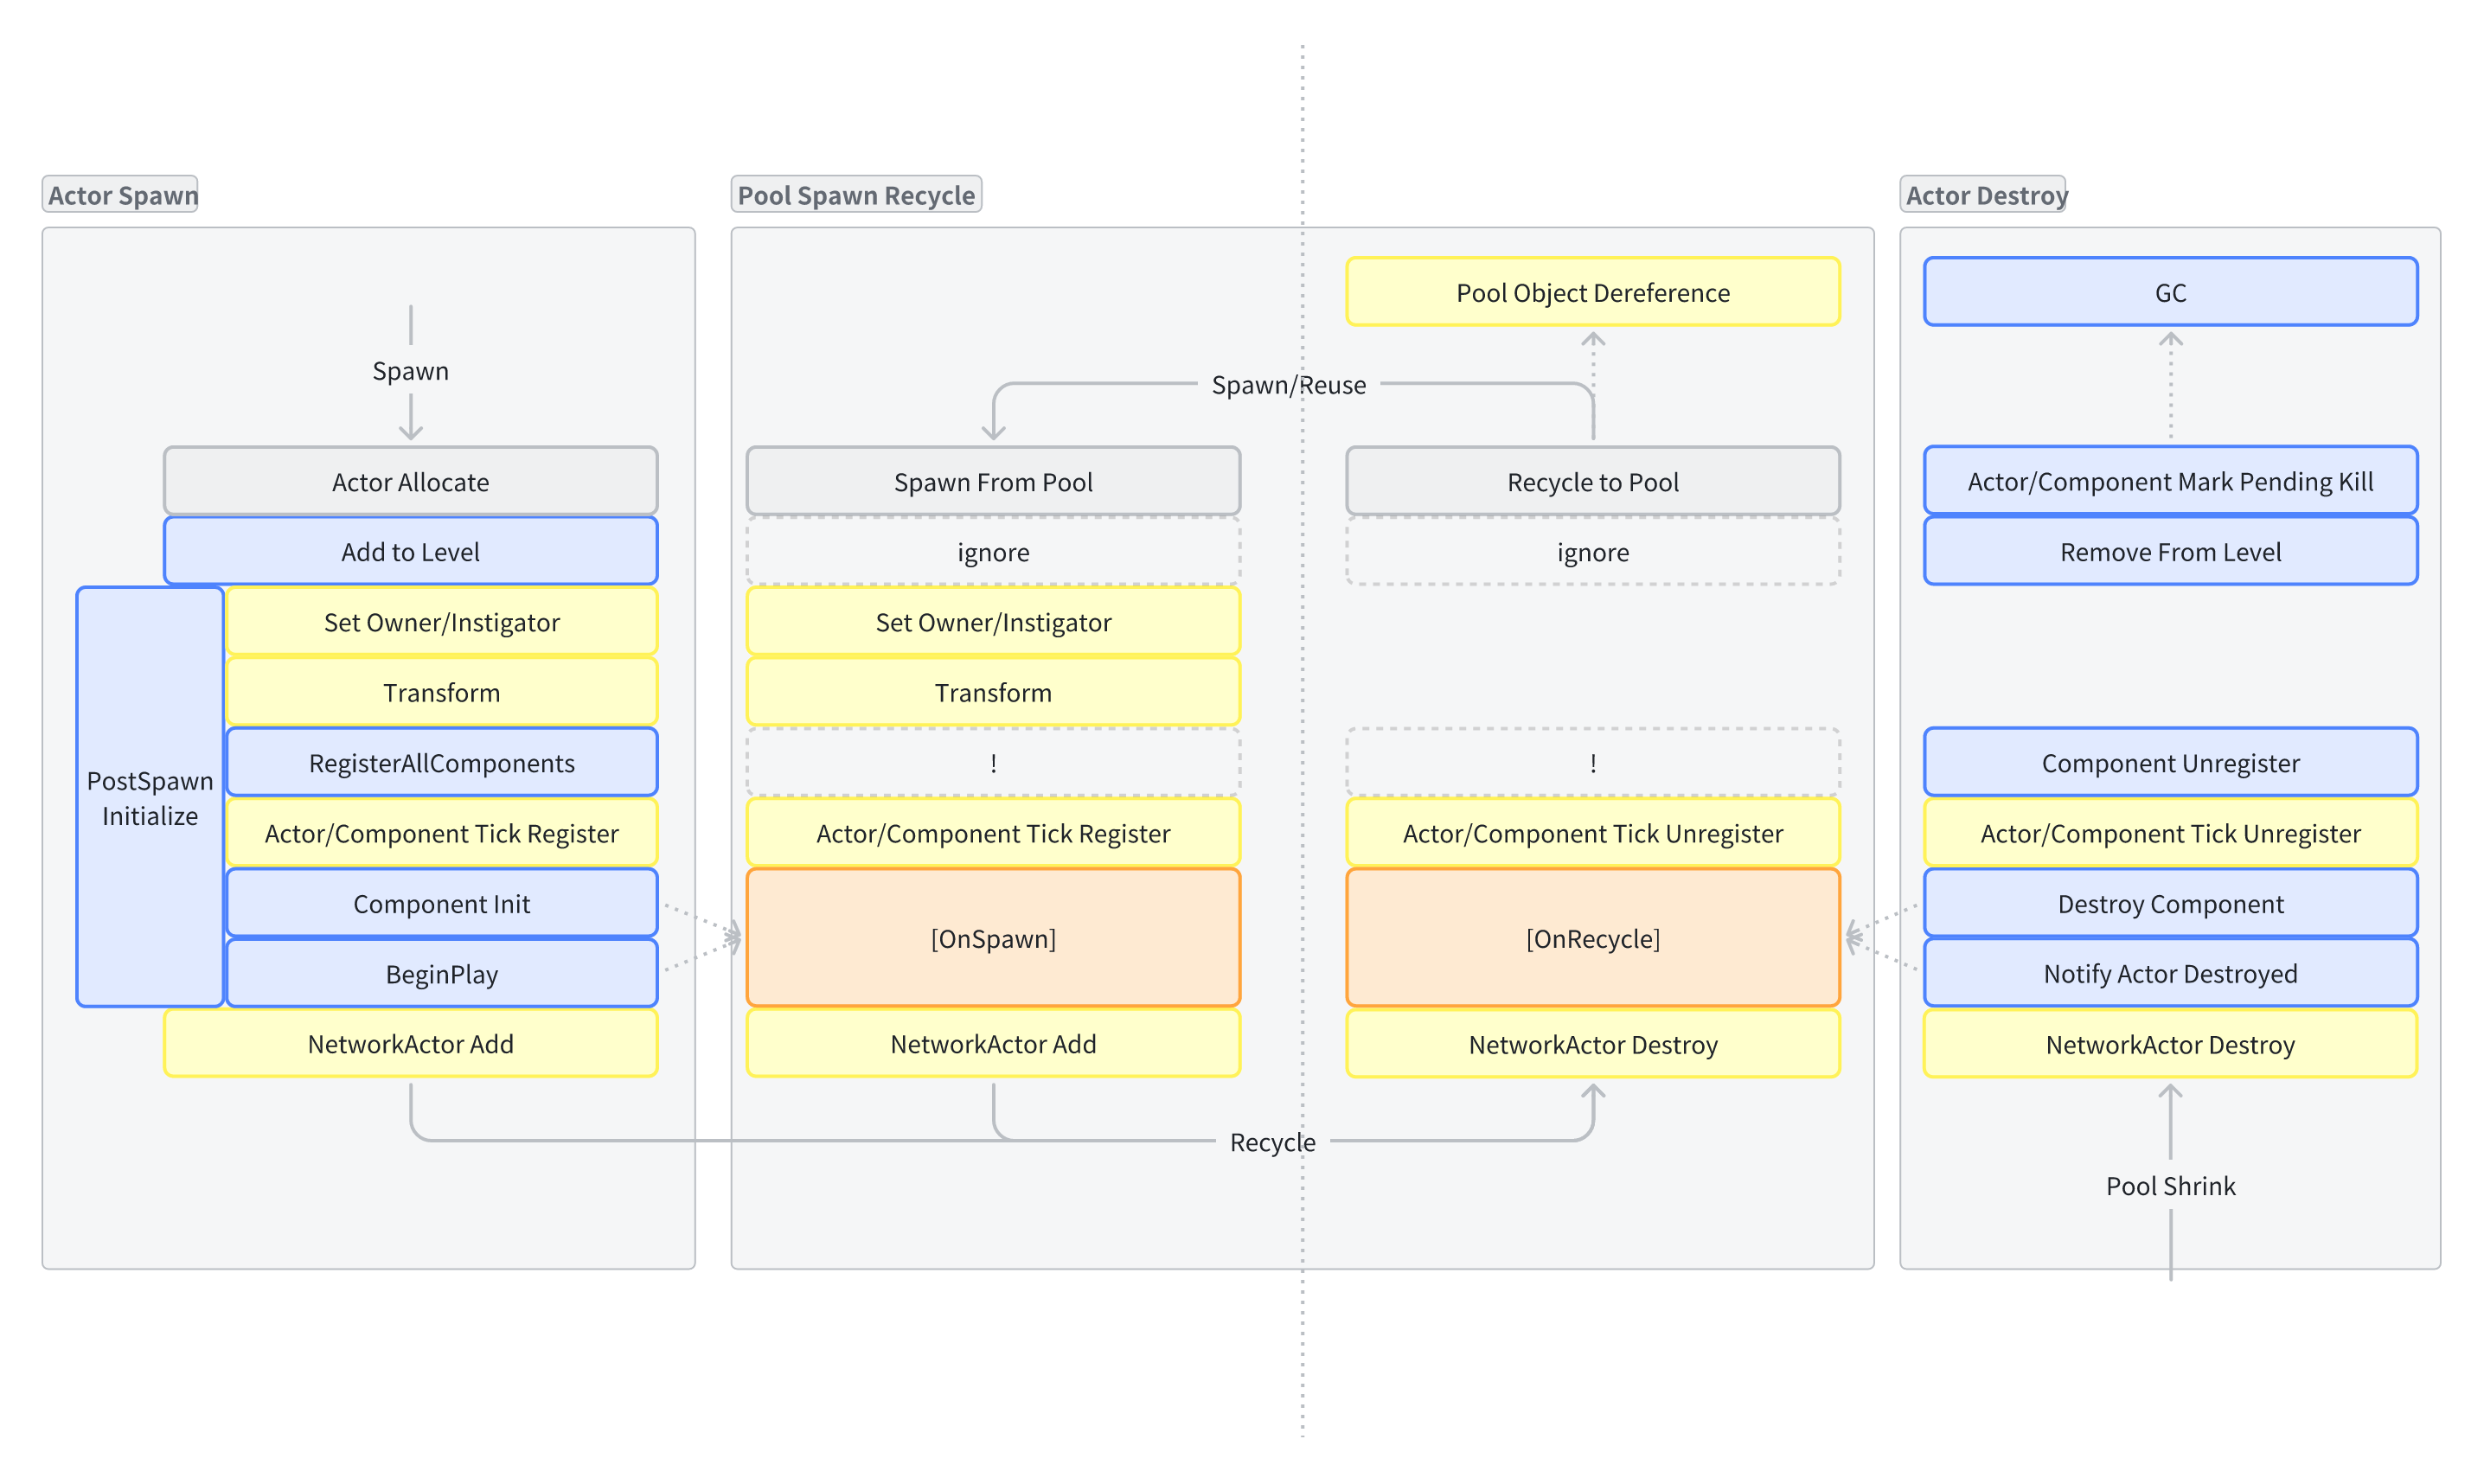 Actor Spawn
Spawn
Actor Allocate
Add to Level
PostSpawn
Initialize
Set Owner/Instigator
Transform
RegisterAllComponents
Actor/Component Tick Register
Component Init
BeginPlay
NetworkActor Add
Pool Spawn Recycle
Pool Object Dereference
Spawn/Reuse
Spawn From Pool
ignore
Set Owner/Instigator
Transform
!
Actor/Component Tick Register
[OnSpawn]
NetworkActor Add
Recycle to Pool
ignore
!
Actor/Component Tick Unregister
[OnRecycle]
NetworkActor Destroy
Recycle
Actor Destroy
GC
Actor/Component Mark Pending Kill
Remove From Level
Component Unregister
Actor/Component Tick Unregister
Destroy Component
Notify Actor Destroyed
NetworkActor Destroy
Pool Shrink